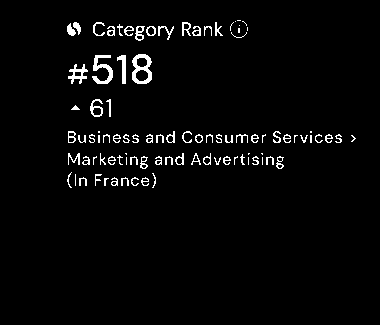 Category Rank
#518
61
Business and Consumer Services >
Marketing and Advertising
(In France)